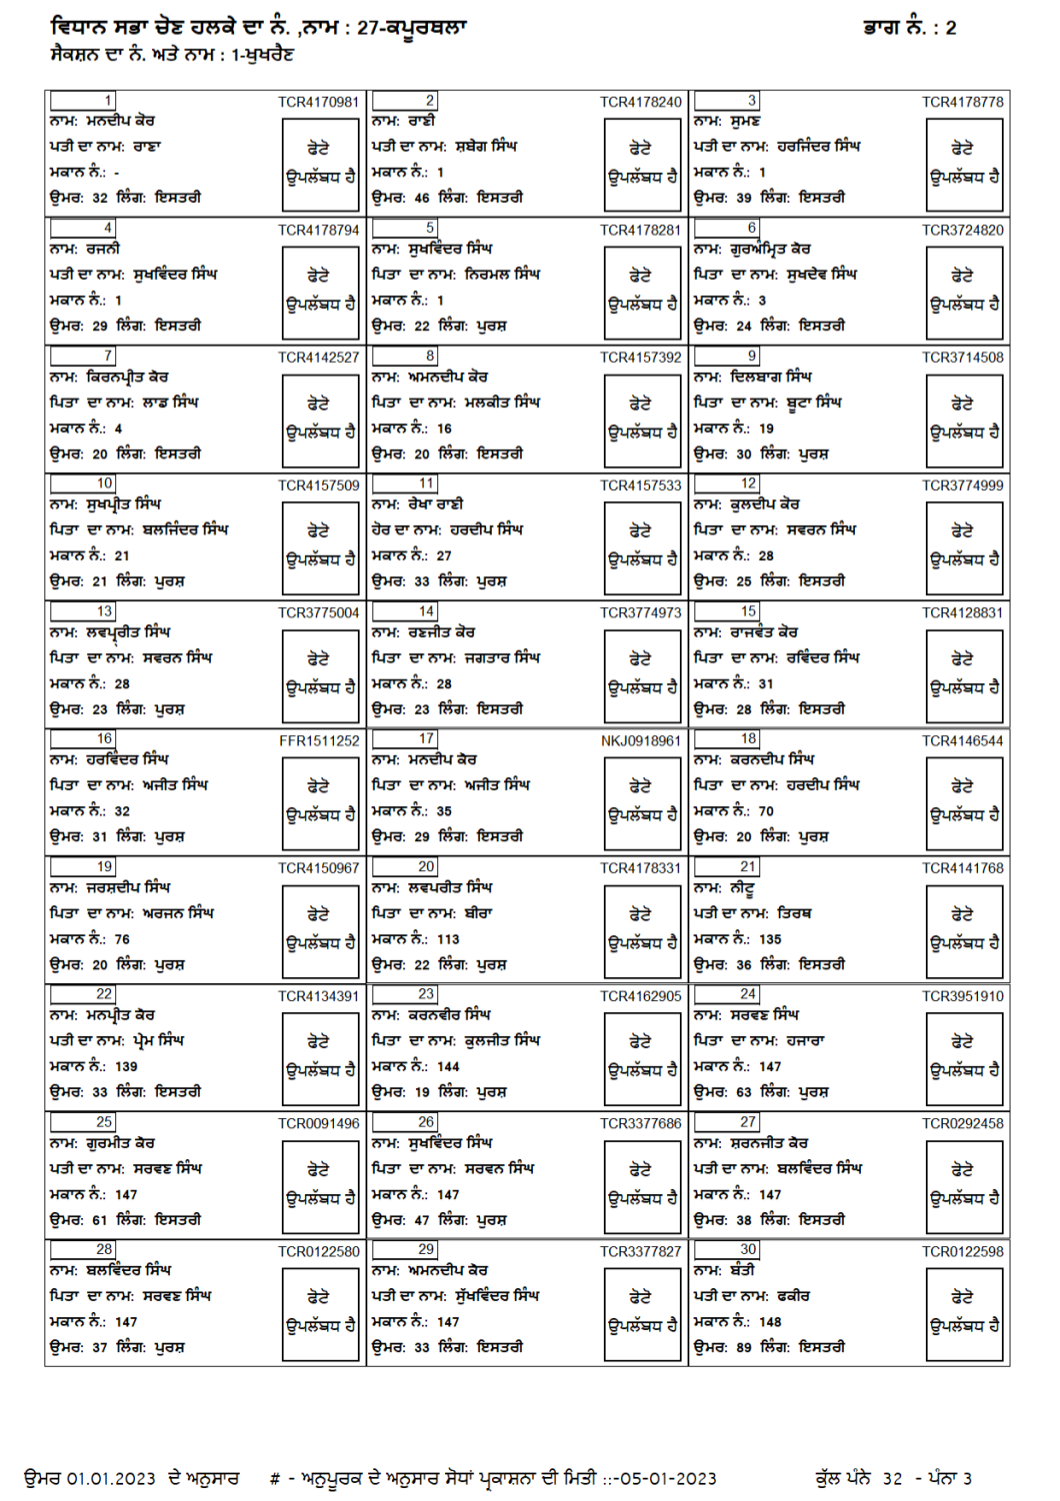 ਵਿਧਾਨ ਸਭਾ ਚੋਣ ਹਲਕੇ ਦਾ ਨੰ. ,ਨਾਮ : 27-ਕਪੂਰਥਲਾ ਭਾਗ ਨੰ. : 2
ਸੈਕਸ਼ਨ ਦਾ ਨੰ. ਅਤੇ ਨਾਮ : 1-ਖੁਖਰੈਣ
1 TCR4170981 2 TCR4178240 3 TCR4178778
ਨਾਮ: ਮਨਦੀਪ ਕੋਰ ਨਾਮ: ਰਾਣੀ ਨਾਮ: ਸੁਮਣ
ਪਤੀ ਦਾ ਨਾਮ: ਰਾਣਾ ਫੋਟੋ ਪਤੀ ਦਾ ਨਾਮ: ਸ਼ਬੇਗ ਸਿੰਘ ਫੋਟੋ ਪਤੀ ਦਾ ਨਾਮ: ਹਰਜਿੰਦਰ ਸਿੰਘ ਫੋਟੋ
ਮਕਾਨ ਨੰ.: - ਉਪਲੱਬਧ ਹੈ ਮਕਾਨ ਨੰ.: 1 ਉਪਲੱਬਧ ਹੈ ਮਕਾਨ ਨੰ.: 1 ਉਪਲੱਬਧ ਹੈ
ਉਮਰ: 32 ਲਿੰਗ: ਇਸਤਰੀ ਉਮਰ: 46 ਲਿੰਗ: ਇਸਤਰੀ ਉਮਰ: 39 ਲਿੰਗ: ਇਸਤਰੀ
4 TCR4178794 5 TCR4178281 6 TCR3724820
ਨਾਮ: ਰਜਨੀ ਨਾਮ: ਸੁਖਵਿੰਦਰ ਸਿੰਘ ਨਾਮ: ਗੁਰਅੰਮ੍ਰਿਤ ਕੋਰ
ਪਤੀ ਦਾ ਨਾਮ: ਸੁਖਵਿੰਦਰ ਸਿੰਘ ਫੋਟੋ ਪਿਤਾ ਦਾ ਨਾਮ: ਨਿਰਮਲ ਸਿੰਘ ਫੋਟੋ ਪਿਤਾ ਦਾ ਨਾਮ: ਸੁਖਦੇਵ ਸਿੰਘ ਫੋਟੋ
ਮਕਾਨ ਨੰ.: 1 ਉਪਲੱਬਧ ਹੈ ਮਕਾਨ ਨੰ.: 1 ਉਪਲੱਬਧ ਹੈ ਮਕਾਨ ਨੰ.: 3 ਉਪਲੱਬਧ ਹੈ
ਉਮਰ: 29 ਲਿੰਗ: ਇਸਤਰੀ ਉਮਰ: 22 ਲਿੰਗ: ਪੁਰਸ਼ ਉਮਰ: 24 ਲਿੰਗ: ਇਸਤਰੀ
7 TCR4142527 8 TCR4157392 9 TCR3714508
ਨਾਮ: ਕਿਰਨਪ੍ਰੀਤ ਕੋਰ ਨਾਮ: ਅਮਨਦੀਪ ਕੋਰ ਨਾਮ: ਦਿਲਬਾਗ ਸਿੰਘ
ਪਿਤਾ ਦਾ ਨਾਮ: ਲਾਡ ਸਿੰਘ ਫੋਟੋ ਪਿਤਾ ਦਾ ਨਾਮ: ਮਲਕੀਤ ਸਿੰਘ ਫੋਟੋ ਪਿਤਾ ਦਾ ਨਾਮ: ਬੂਟਾ ਸਿੰਘ ਫੋਟੋ
ਮਕਾਨ ਨੰ.: 4 ਉਪਲੱਬਧ ਹੈ ਮਕਾਨ ਨੰ.: 16 ਉਪਲੱਬਧ ਹੈ ਮਕਾਨ ਨੰ.: 19 ਉਪਲੱਬਧ ਹੈ
ਉਮਰ: 20 ਲਿੰਗ: ਇਸਤਰੀ ਉਮਰ: 20 ਲਿੰਗ: ਇਸਤਰੀ ਉਮਰ: 30 ਲਿੰਗ: ਪੁਰਸ਼
10 TCR4157509 11 TCR4157533 12 TCR3774999
ਨਾਮ: ਸੁਖਪ੍ਰੀਤ ਸਿੰਘ ਨਾਮ: ਰੇਖਾ ਰਾਣੀ ਨਾਮ: ਕੁਲਦੀਪ ਕੋਰ
ਪਿਤਾ ਦਾ ਨਾਮ: ਬਲਜਿੰਦਰ ਸਿੰਘ ਫੋਟੋ ਹੋਰ ਦਾ ਨਾਮ: ਹਰਦੀਪ ਸਿੰਘ ਫੋਟੋ ਪਿਤਾ ਦਾ ਨਾਮ: ਸਵਰਨ ਸਿੰਘ ਫੋਟੋ
ਮਕਾਨ ਨੰ.: 21 ਉਪਲੱਬਧ ਹੈ ਮਕਾਨ ਨੰ.: 27 ਉਪਲੱਬਧ ਹੈ ਮਕਾਨ ਨੰ.: 28 ਉਪਲੱਬਧ ਹੈ
ਉਮਰ: 21 ਲਿੰਗ: ਪੁਰਸ਼ ਉਮਰ: 33 ਲਿੰਗ: ਪੁਰਸ਼ ਉਮਰ: 25 ਲਿੰਗ: ਇਸਤਰੀ
13 TCR3775004 14 TCR3774973 15 TCR4128831
ਨਾਮ: ਲਵਪ੍ਰੀਤ ਸਿੰਘ ਨਾਮ: ਰਣਜੀਤ ਕੋਰ ਨਾਮ: ਰਾਜਵੰਤ ਕੋਰ
ਪਿਤਾ ਦਾ ਨਾਮ: ਸਵਰਨ ਸਿੰਘ ਫੋਟੋ ਪਿਤਾ ਦਾ ਨਾਮ: ਜਗਤਾਰ ਸਿੰਘ ਫੋਟੋ ਪਿਤਾ ਦਾ ਨਾਮ: ਰਵਿੰਦਰ ਸਿੰਘ ਫੋਟੋ
ਮਕਾਨ ਨੰ.: 28 ਉਪਲੱਬਧ ਹੈ ਮਕਾਨ ਨੰ.: 28 ਉਪਲੱਬਧ ਹੈ ਮਕਾਨ ਨੰ.: 31 ਉਪਲੱਬਧ ਹੈ
ਉਮਰ: 23 ਲਿੰਗ: ਪੁਰਸ਼ ਉਮਰ: 23 ਲਿੰਗ: ਇਸਤਰੀ ਉਮਰ: 28 ਲਿੰਗ: ਇਸਤਰੀ
16 FFR1511252 17 NKJ0918961 18 TCR4146544
ਨਾਮ: ਹਰਵਿੰਦਰ ਸਿੰਘ ਨਾਮ: ਮਨਦੀਪ ਕੋਰ ਨਾਮ: ਕਰਨਦੀਪ ਸਿੰਘ
ਪਿਤਾ ਦਾ ਨਾਮ: ਅਜੀਤ ਸਿੰਘ ਫੋਟੋ ਪਿਤਾ ਦਾ ਨਾਮ: ਅਜੀਤ ਸਿੰਘ ਫੋਟੋ ਪਿਤਾ ਦਾ ਨਾਮ: ਹਰਦੀਪ ਸਿੰਘ ਫੋਟੋ
ਮਕਾਨ ਨੰ.: 32 ਉਪਲੱਬਧ ਹੈ ਮਕਾਨ ਨੰ.: 35 ਉਪਲੱਬਧ ਹੈ ਮਕਾਨ ਨੰ.: 70 ਉਪਲੱਬਧ ਹੈ
ਉਮਰ: 31 ਲਿੰਗ: ਪੁਰਸ਼ ਉਮਰ: 29 ਲਿੰਗ: ਇਸਤਰੀ ਉਮਰ: 20 ਲਿੰਗ: ਪੁਰਸ਼
19 TCR4150967 20 TCR4178331 21 TCR4141768
ਨਾਮ: ਜਰਸ਼ਦੀਪ ਸਿੰਘ ਨਾਮ: ਲਵਪਰੀਤ ਸਿੰਘ ਨਾਮ: ਨੀਟੂ
ਪਿਤਾ ਦਾ ਨਾਮ: ਅਰਜਨ ਸਿੰਘ ਫੋਟੋ ਪਿਤਾ ਦਾ ਨਾਮ: ਬੀਰਾ ਫੋਟੋ ਪਤੀ ਦਾ ਨਾਮ: ਤਿਰਥ ਫੋਟੋ
ਮਕਾਨ ਨੰ.: 76 ਉਪਲੱਬਧ ਹੈ ਮਕਾਨ ਨੰ.: 113 ਉਪਲੱਬਧ ਹੈ ਮਕਾਨ ਨੰ.: 135 ਉਪਲੱਬਧ ਹੈ
ਉਮਰ: 20 ਲਿੰਗ: ਪੁਰਸ਼ ਉਮਰ: 22 ਲਿੰਗ: ਪੁਰਸ਼ ਉਮਰ: 36 ਲਿੰਗ: ਇਸਤਰੀ
22 TCR4134391 23 TCR4162905 24 TCR3951910
ਨਾਮ: ਮਨਪ੍ਰੀਤ ਕੋਰ ਨਾਮ: ਕਰਨਵੀਰ ਸਿੰਘ ਨਾਮ: ਸਰਵਣ ਸਿੰਘ
ਪਤੀ ਦਾ ਨਾਮ: ਪ੍ਰੇਮ ਸਿੰਘ ਫੋਟੋ ਪਿਤਾ ਦਾ ਨਾਮ: ਕੁਲਜੀਤ ਸਿੰਘ ਫੋਟੋ ਪਿਤਾ ਦਾ ਨਾਮ: ਹਜਾਰਾ ਫੋਟੋ
ਮਕਾਨ ਨੰ.: 139 ਉਪਲੱਬਧ ਹੈ ਮਕਾਨ ਨੰ.: 144 ਉਪਲੱਬਧ ਹੈ ਮਕਾਨ ਨੰ.: 147 ਉਪਲੱਬਧ ਹੈ
ਉਮਰ: 33 ਲਿੰਗ: ਇਸਤਰੀ ਉਮਰ: 19 ਲਿੰਗ: ਪੁਰਸ਼ ਉਮਰ: 63 ਲਿੰਗ: ਪੁਰਸ਼
25 TCR0091496 26 TCR3377686 27 TCR0292458
ਨਾਮ: ਗੁਰਮੀਤ ਕੋਰ ਨਾਮ: ਸੁਖਵਿੰਦਰ ਸਿੰਘ ਨਾਮ: ਸ਼ਰਨਜੀਤ ਕੋਰ
ਪਤੀ ਦਾ ਨਾਮ: ਸਰਵਣ ਸਿੰਘ ਫੋਟੋ ਪਿਤਾ ਦਾ ਨਾਮ: ਸਰਵਨ ਸਿੰਘ ਫੋਟੋ ਪਤੀ ਦਾ ਨਾਮ: ਬਲਵਿੰਦਰ ਸਿੰਘ ਫੋਟੋ
ਮਕਾਨ ਨੰ.: 147 ਉਪਲੱਬਧ ਹੈ ਮਕਾਨ ਨੰ.: 147 ਉਪਲੱਬਧ ਹੈ ਮਕਾਨ ਨੰ.: 147 ਉਪਲੱਬਧ ਹੈ
ਉਮਰ: 61 ਲਿੰਗ: ਇਸਤਰੀ ਉਮਰ: 47 ਲਿੰਗ: ਪੁਰਸ਼ ਉਮਰ: 38 ਲਿੰਗ: ਇਸਤਰੀ
28 TCR0122580 29 TCR3377827 30 TCR0122598
ਨਾਮ: ਬਲਵਿੰਦਰ ਸਿੰਘ ਨਾਮ: ਅਮਨਦੀਪ ਕੋਰ ਨਾਮ: ਬੰਤੀ
ਪਿਤਾ ਦਾ ਨਾਮ: ਸਰਵਣ ਸਿੰਘ ਫੋਟੋ ਪਤੀ ਦਾ ਨਾਮ: ਸੁੱਖਵਿੰਦਰ ਸਿੰਘ ਫੋਟੋ ਪਤੀ ਦਾ ਨਾਮ: ਫਕੀਰ ਫੋਟੋ
ਮਕਾਨ ਨੰ.: 147 ਉਪਲੱਬਧ ਹੈ ਮਕਾਨ ਨੰ.: 147 ਉਪਲੱਬਧ ਹੈ ਮਕਾਨ ਨੰ.: 148 ਉਪਲੱਬਧ ਹੈ
ਉਮਰ: 37 ਲਿੰਗ: ਪੁਰਸ਼ ਉਮਰ: 33 ਲਿੰਗ: ਇਸਤਰੀ ਉਮਰ: 89 ਲਿੰਗ: ਇਸਤਰੀ
ਉਮਰ 01.01.2023 ਦੇ ਅਨੁਸਾਰ # - ਅਨੁਪੂਰਕ ਦੇ ਅਨੁਸਾਰ ਸੋਧਾਂ ਪ੍ਰਕਾਸ਼ਨਾ ਦੀ ਮਿਤੀ ::-05-01-2023 ਕੁੱਲ ਪੰਨੇ 32 - ਪੰਨਾ 3